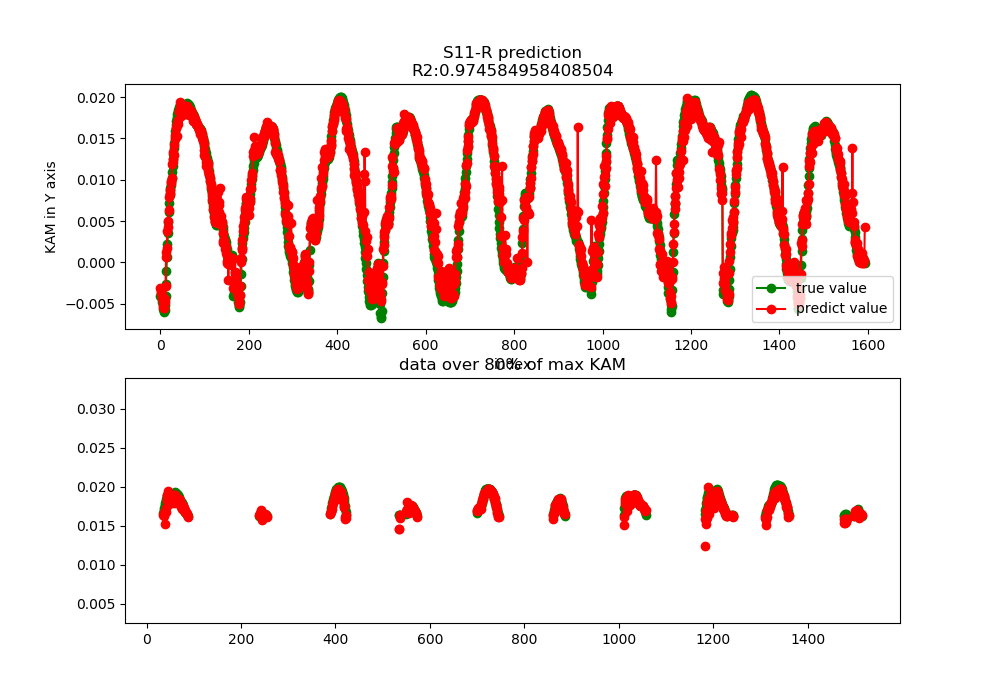 S11-R prediction
R2:0.974584958408504
KAM in Y axis
0.020
0.015
0.010
0.005
0.000
−0.005
true value
predict value
0 200 400 600 800 1000 1200 1400 1600
index
data over 80% of max KAM
0.030
0.025
0.020
0.015
0.010
0.005
0 200 400 600 800 1000 1200 1400